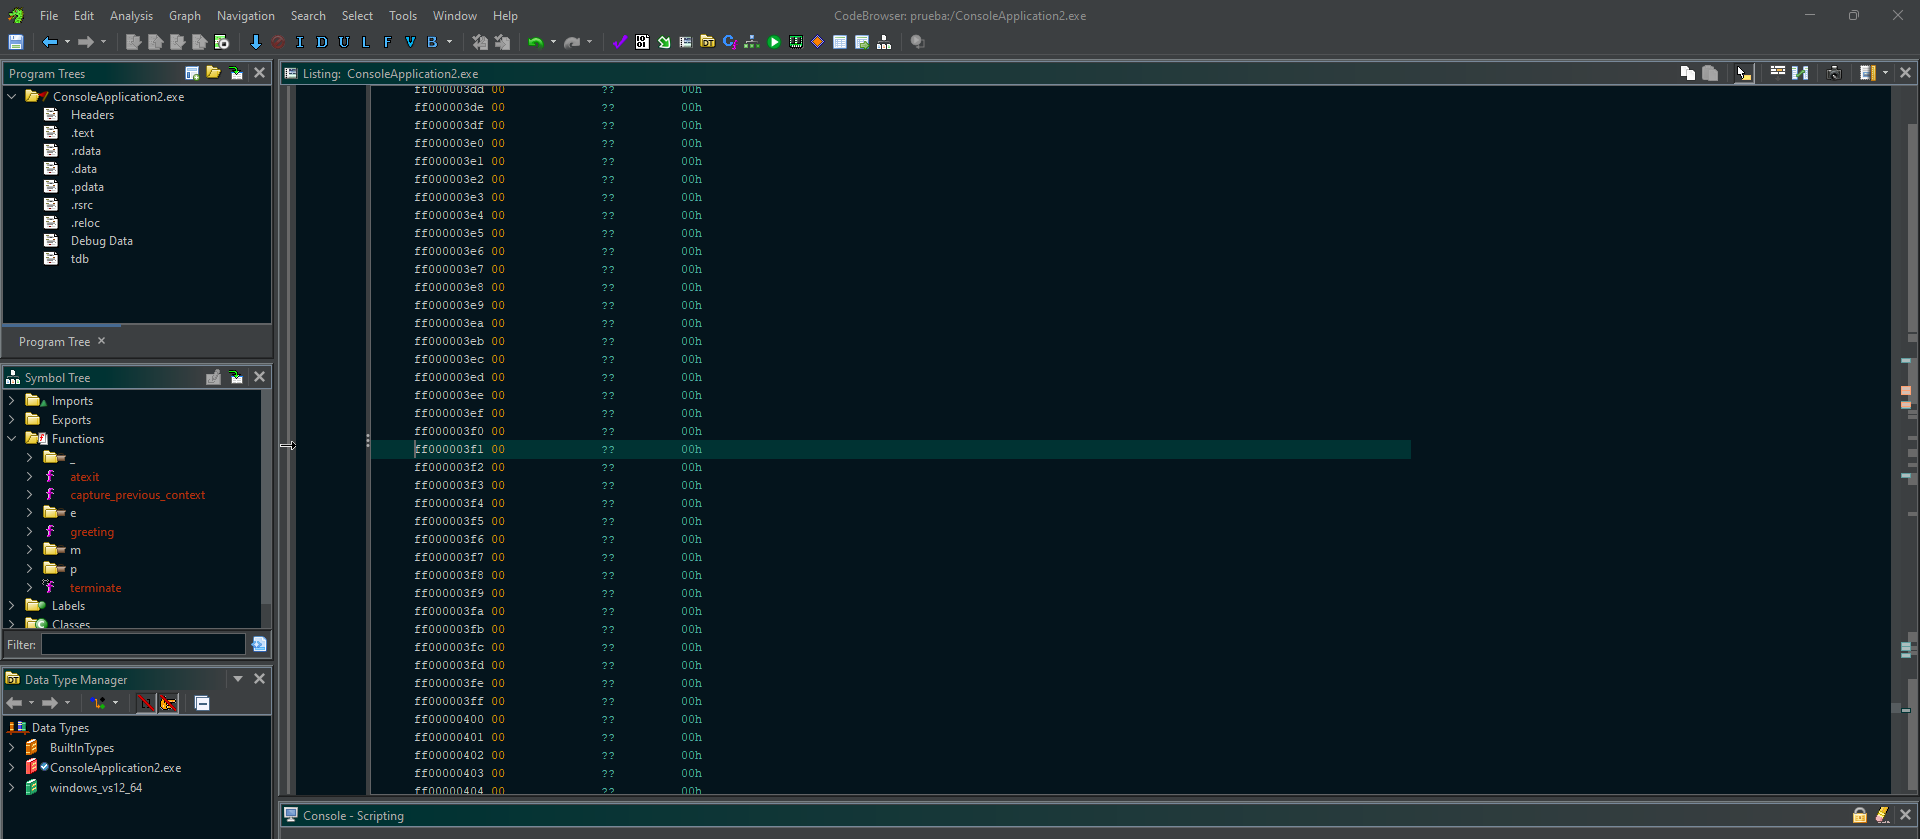 File Edit Analysis Graph Navigation Search Select Tools Window Help
CodeBrowser: prueba:/ConsoleApplication2.exe
I D U L F V B
Program Trees
ConsoleApplication2.exe
Headers
.text
.rdata
.data
.pdata
.rsrc
.reloc
Debug Data
tdb
Program Tree
Symbol Tree
Imports
Exports
Functions
_
atexit
capture_previous_context
e
greeting
m
p
terminate
Labels
Classes
Filter:
Data Type Manager
Data Types
BuiltInTypes
ConsoleApplication2.exe
windows_vs12_64
Listing: ConsoleApplication2.exe
ff000003dd 00 ?? 00h
ff000003de 00 ?? 00h
ff000003df 00 ?? 00h
ff000003e0 00 ?? 00h
ff000003e1 00 ?? 00h
ff000003e2 00 ?? 00h
ff000003e3 00 ?? 00h
ff000003e4 00 ?? 00h
ff000003e5 00 ?? 00h
ff000003e6 00 ?? 00h
ff000003e7 00 ?? 00h
ff000003e8 00 ?? 00h
ff000003e9 00 ?? 00h
ff000003ea 00 ?? 00h
ff000003eb 00 ?? 00h
ff000003ec 00 ?? 00h
ff000003ed 00 ?? 00h
ff000003ee 00 ?? 00h
ff000003ef 00 ?? 00h
ff000003f0 00 ?? 00h
ff000003f1 00 ?? 00h
ff000003f2 00 ?? 00h
ff000003f3 00 ?? 00h
ff000003f4 00 ?? 00h
ff000003f5 00 ?? 00h
ff000003f6 00 ?? 00h
ff000003f7 00 ?? 00h
ff000003f8 00 ?? 00h
ff000003f9 00 ?? 00h
ff000003fa 00 ?? 00h
ff000003fb 00 ?? 00h
ff000003fc 00 ?? 00h
ff000003fd 00 ?? 00h
ff000003fe 00 ?? 00h
ff000003ff 00 ?? 00h
ff00000400 00 ?? 00h
ff00000401 00 ?? 00h
ff00000402 00 ?? 00h
ff00000403 00 ?? 00h
ff00000404 00 ?? 00h
Console - Scripting